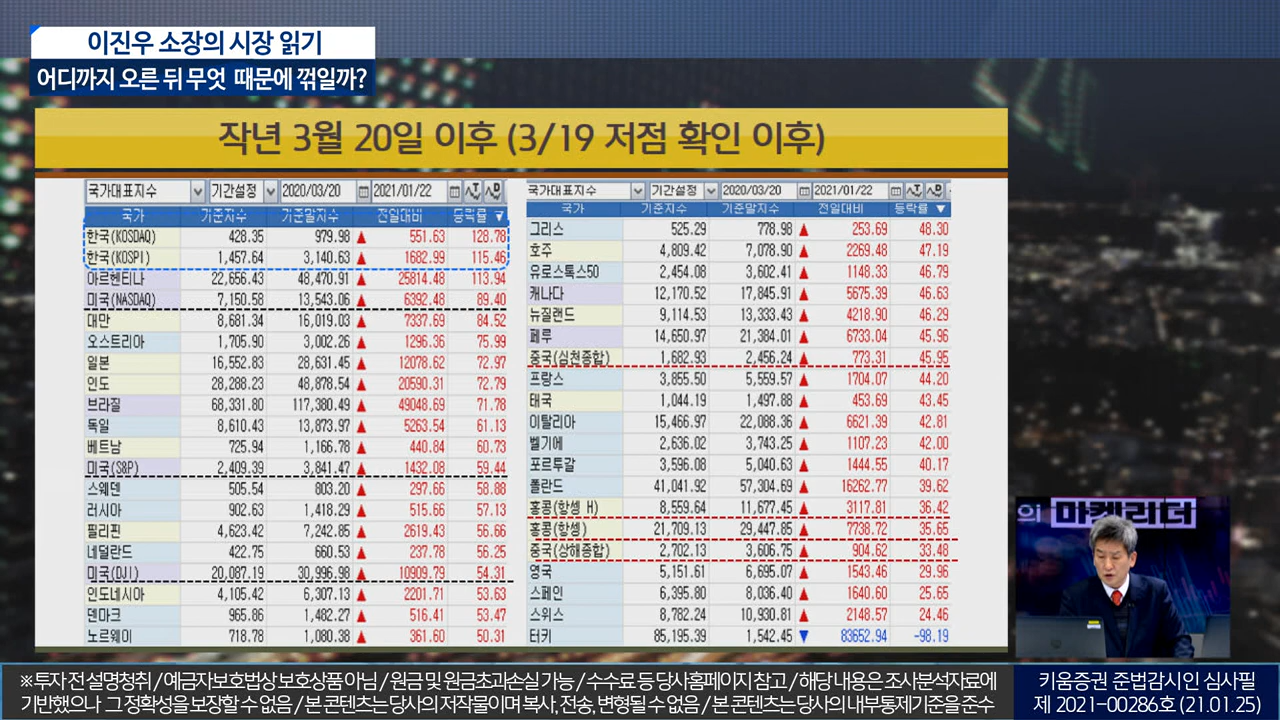 이진우 소장의 시장 읽기
어디까지 오른 뒤 무엇 때문에 꺾일까?
작년 3월 20일 이후 (3/19 저점 확인 이후)
국가대표지수 기간설정 2020/03/20 2021/01/22
국가 기준지수 기준말지수 전일대비 등락률 ▼
한국(KOSDAQ) 428.35 979.98 ▲ 551.63 128.78
한국(KOSPI) 1,457.64 3,140.63 ▲ 1682.99 115.46
아르헨티나 22,656.43 48,470.91 ▲ 25814.48 113.94
미국(NASDAQ) 7,150.58 13,543.06 ▲ 6392.48 89.40
대만 8,681.34 16,019.03 ▲ 7337.69 84.52
오스트리아 1,705.90 3,002.26 ▲ 1296.36 75.99
일본 16,552.83 28,631.45 ▲ 12078.62 72.97
인도 28,288.23 48,878.54 ▲ 20590.31 72.79
브라질 68,331.80 117,380.49 ▲ 49048.69 71.78
독일 8,610.43 13,873.97 ▲ 5263.54 61.13
베트남 725.94 1,166.78 ▲ 440.84 60.73
미국(S&P) 2,409.39 3,841.47 ▲ 1432.08 59.44
스웨덴 505.54 803.20 ▲ 297.66 58.88
러시아 902.63 1,418.29 ▲ 515.66 57.13
필리핀 4,623.42 7,242.85 ▲ 2619.43 56.66
네덜란드 422.75 660.53 ▲ 237.78 56.25
미국(DJI) 20,087.19 30,996.98 ▲ 10909.79 54.31
인도네시아 4,105.42 6,307.13 ▲ 2201.71 53.63
덴마크 965.86 1,482.27 ▲ 516.41 53.47
노르웨이 718.78 1,080.38 ▲ 361.60 50.31
국가대표지수 기간설정 2020/03/20 2021/01/22
국가 기준지수 기준말지수 전일대비 등락률 ▼
그리스 525.29 778.98 ▲ 253.69 48.30
호주 4,809.42 7,078.90 ▲ 2269.48 47.19
유로스톡스50 2,454.08 3,602.41 ▲ 1148.33 46.79
캐나다 12,170.52 17,845.91 ▲ 5675.39 46.63
뉴질랜드 9,114.53 13,333.43 ▲ 4218.90 46.29
페루 14,650.97 21,384.01 ▲ 6733.04 45.96
중국(심천종합) 1,682.93 2,456.24 ▲ 773.31 45.95
프랑스 3,855.50 5,559.57 ▲ 1704.07 44.20
태국 1,044.19 1,497.88 ▲ 453.69 43.45
이탈리아 15,466.97 22,088.36 ▲ 6621.39 42.81
벨기에 2,636.02 3,743.25 ▲ 1107.23 42.00
포르투갈 3,596.08 5,040.63 ▲ 1444.55 40.17
폴란드 41,041.92 57,304.69 ▲ 16262.77 39.62
홍콩(항셍 H) 8,559.64 11,677.45 ▲ 3117.81 36.42
홍콩(항셍) 21,709.13 29,447.85 ▲ 7738.72 35.65
중국(상해종합) 2,702.13 3,606.75 ▲ 904.62 33.48
영국 5,151.61 6,695.07 ▲ 1543.46 29.96
스페인 6,395.80 8,036.40 ▲ 1640.60 25.65
스위스 8,782.24 10,930.81 ▲ 2148.57 24.46
터키 85,195.39 1,542.45 ▼ 83652.94 -98.19
의 마켓리더
※ 투자 전 설명청취 / 예금자보호법상 보호상품 아님 / 원금 및 원금초과손실 가능 / 수수료 등 당사홈페이지 참고 / 해당 내용은 조사분석자료에
기반했으나 그 정확성을 보장할 수 없음 / 본 콘텐츠는 당사의 저작물이며 복사, 전송, 변형될 수 없음 / 본 콘텐츠는 당사의 내부통제기준을 준수
키움증권 준법감시인 심사필
제 2021-00286호 (21.01.25)